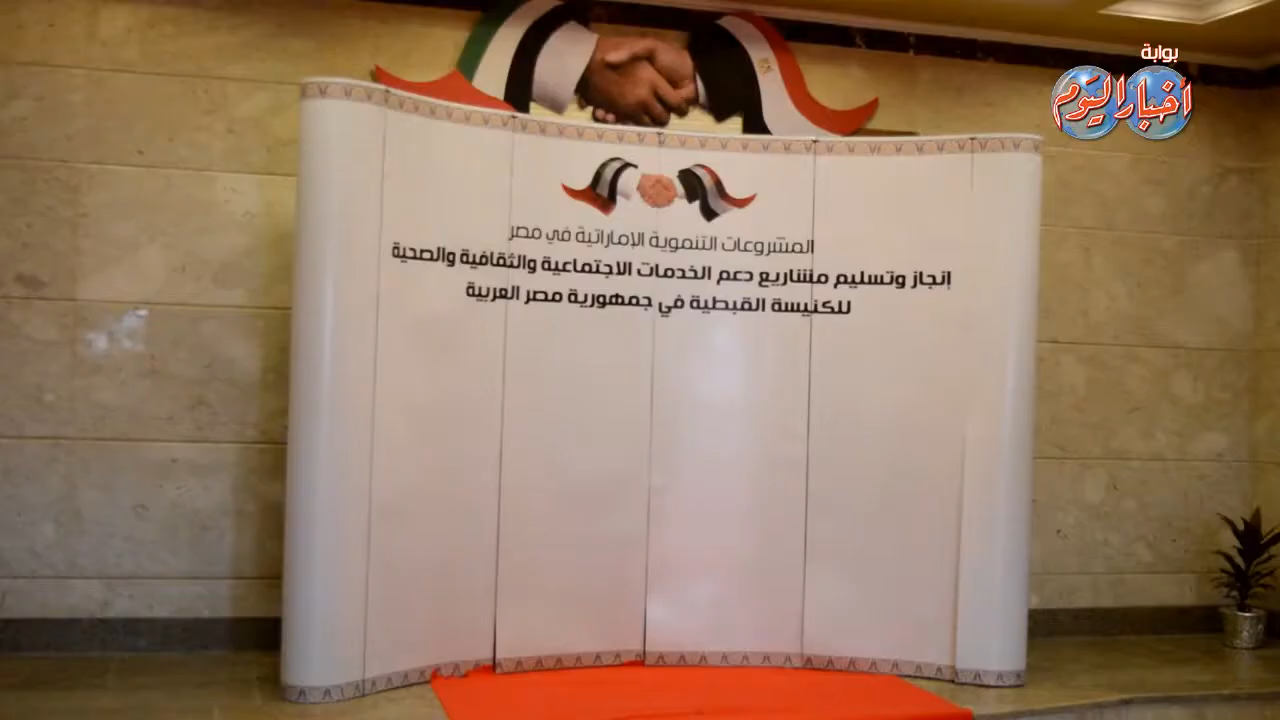 بوابة
أخبار اليوم
المشروعات التنموية الإماراتية في مصر
إنجاز وتسليم مشاريع دعم الخدمات الاجتماعية والثقافية والصحية
للكنيسة القبطية في جمهورية مصر العربية